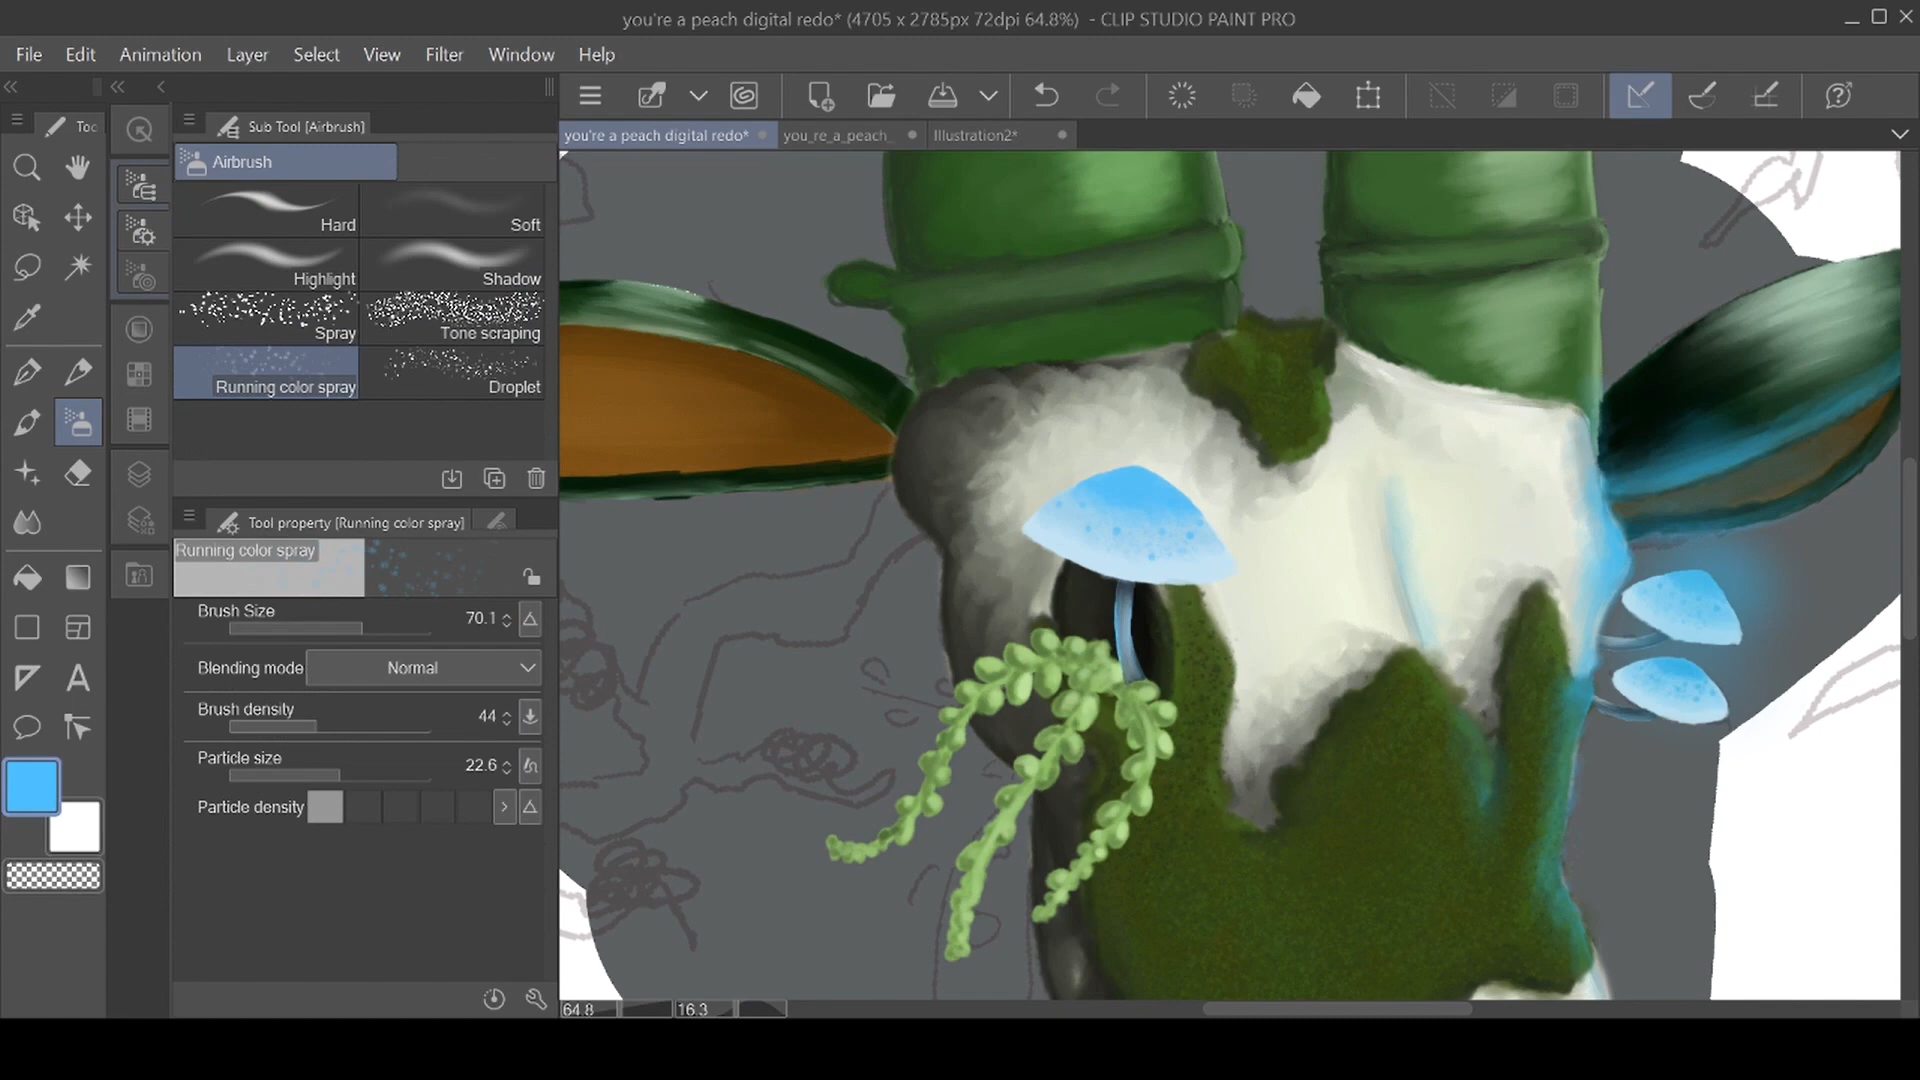 you're a peach digital redo* (4705 x 2785px 72dpi 64.8%) - CLIP STUDIO PAINT PRO
File Edit Animation Layer Select View Filter Window Help
Too
Sub Tool [Airbrush]
you're a peach digital redo*
you_re_a_peach_
Illustration2*
Airbrush
Hard
Soft
Highlight
Shadow
Spray
Tone scraping
Running color spray
Droplet
Tool property [Running color spray]
Running color spray
Brush Size 70.1
Blending mode Normal
Brush density 44
Particle size 22.6
Particle density
A
64.8
16.3